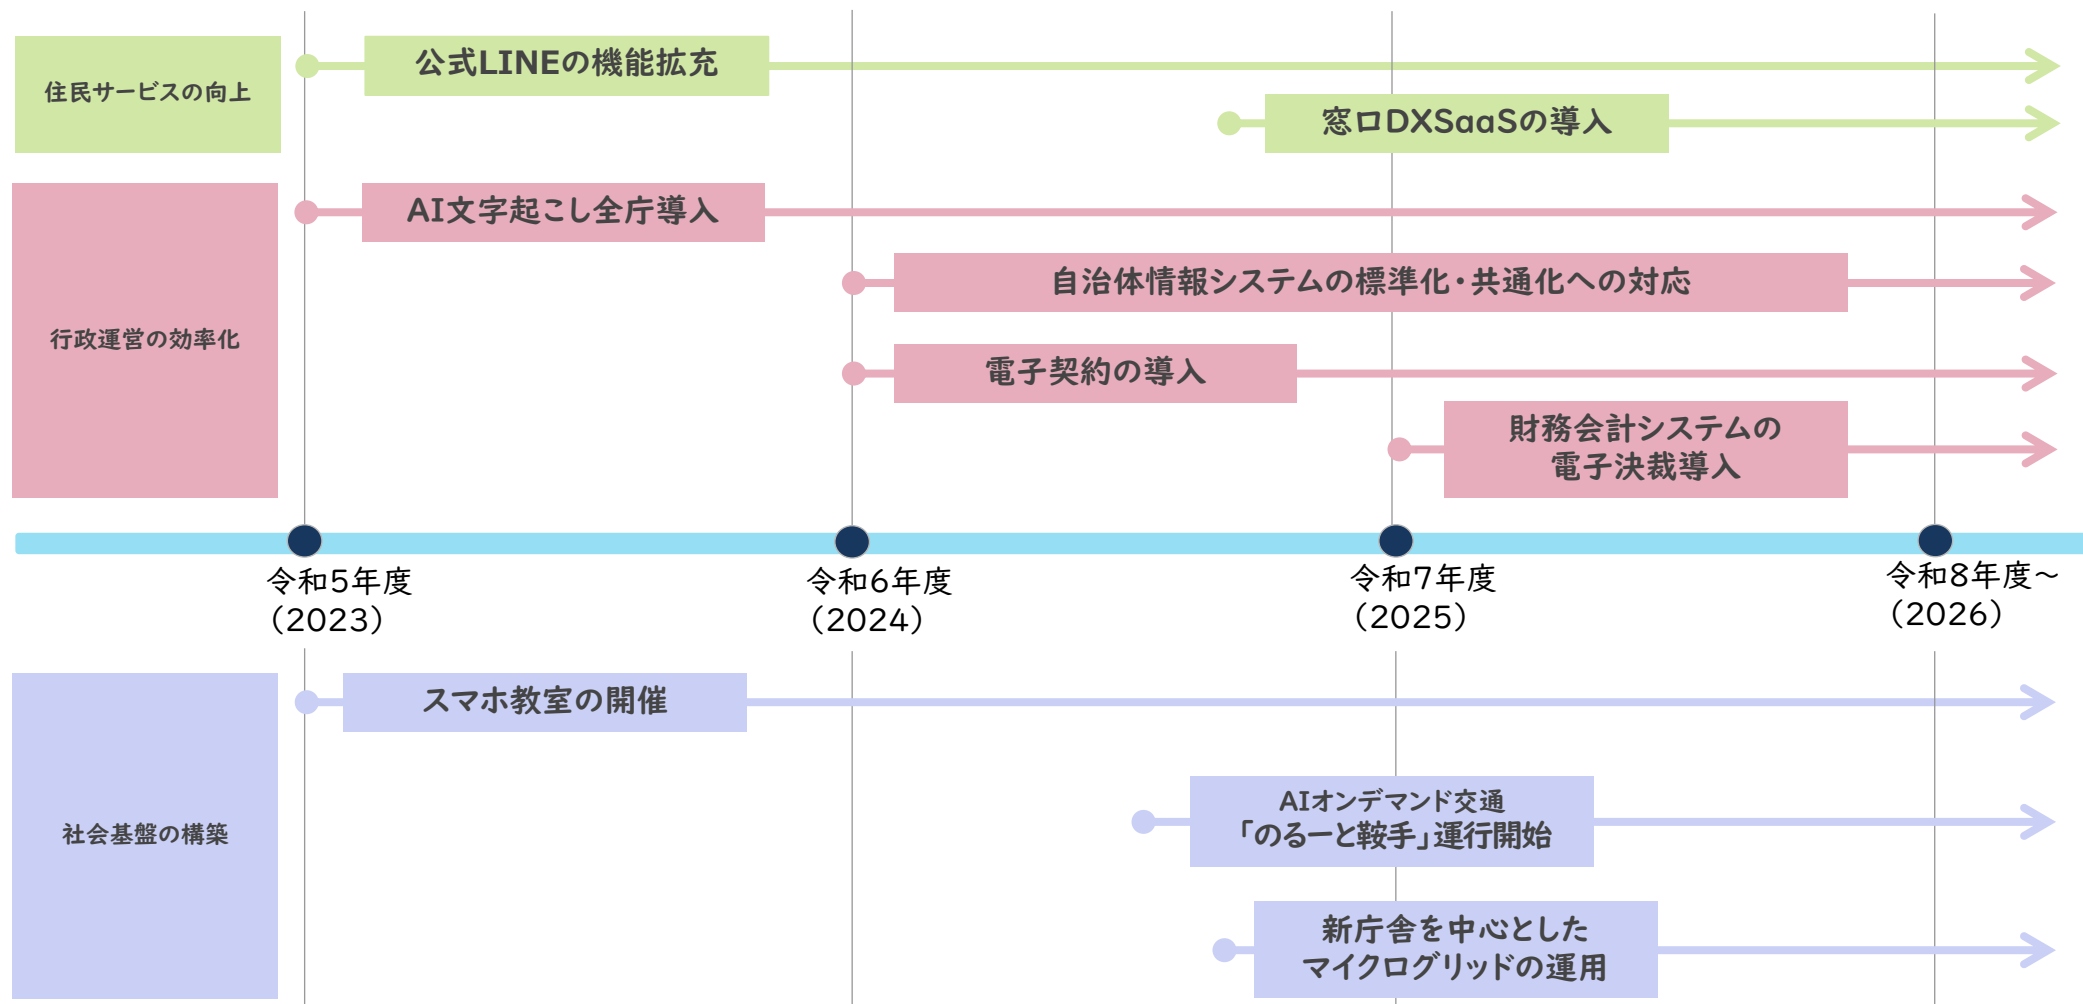 住民サービスの向上
公式LINEの機能拡充
窓口DXSaaSの導入
行政運営の効率化
AI文字起こし全庁導入
自治体情報システムの標準化・共通化への対応
電子契約の導入
財務会計システムの
電子決裁導入
令和5年度
(2023)
令和6年度
(2024)
令和7年度
(2025)
令和8年度~
(2026)
社会基盤の構築
スマホ教室の開催
AIオンデマンド交通
「のるーと鞍手」運行開始
新庁舎を中心とした
マイクログリッドの運用